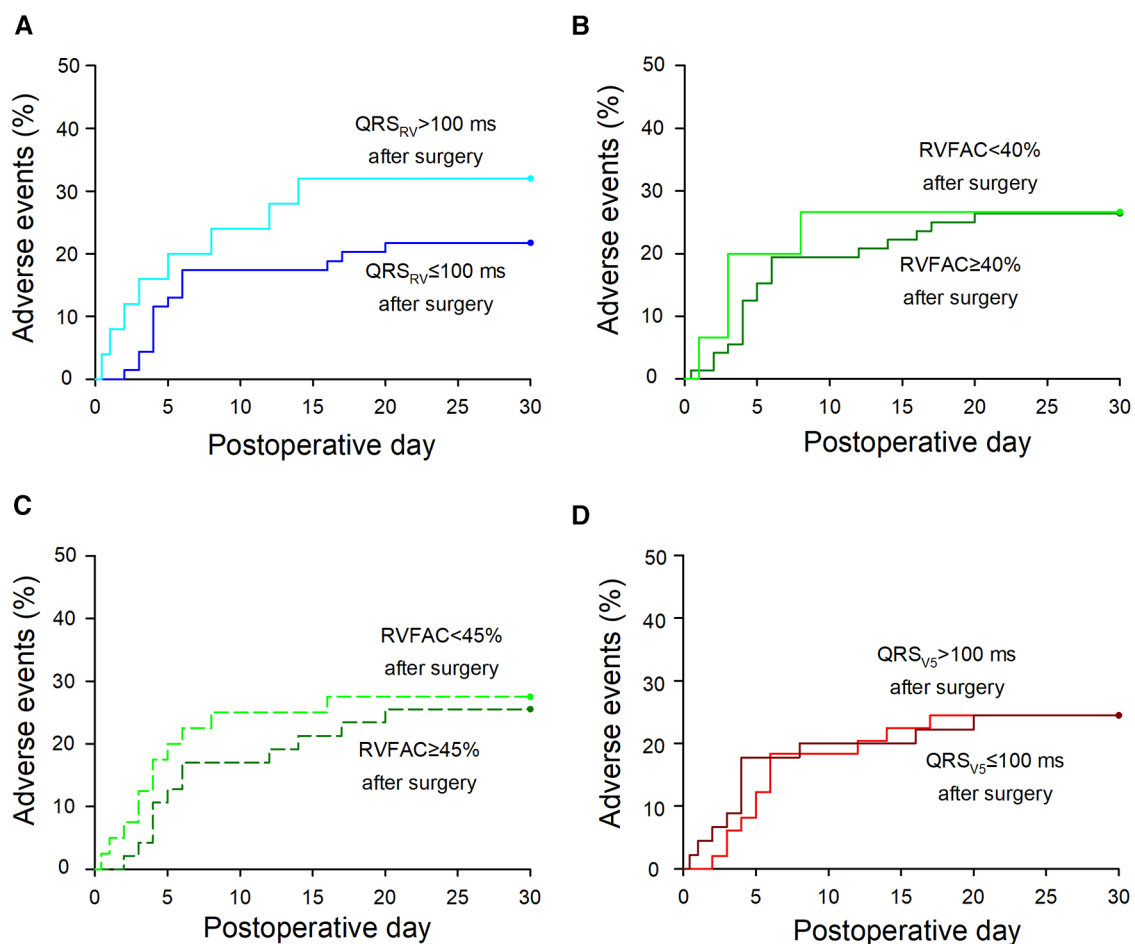 A
Adverse events (%)
50
40
30
20
10
0
QRSRV>100 ms
after surgery
QRSRV≤100 ms
after surgery
0 5 10 15 20 25 30
Postoperative day
B
Adverse events (%)
50
40
30
20
10
0
RVFAC<40%
after surgery
RVFAC≥40%
after surgery
0 5 10 15 20 25 30
Postoperative day
C
Adverse events (%)
50
40
30
20
10
0
RVFAC<45%
after surgery
RVFAC≥45%
after surgery
0 5 10 15 20 25 30
Postoperative day
D
Adverse events (%)
50
40
30
20
10
0
QRSV5>100 ms
after surgery
QRSV5≤100 ms
after surgery
0 5 10 15 20 25 30
Postoperative day